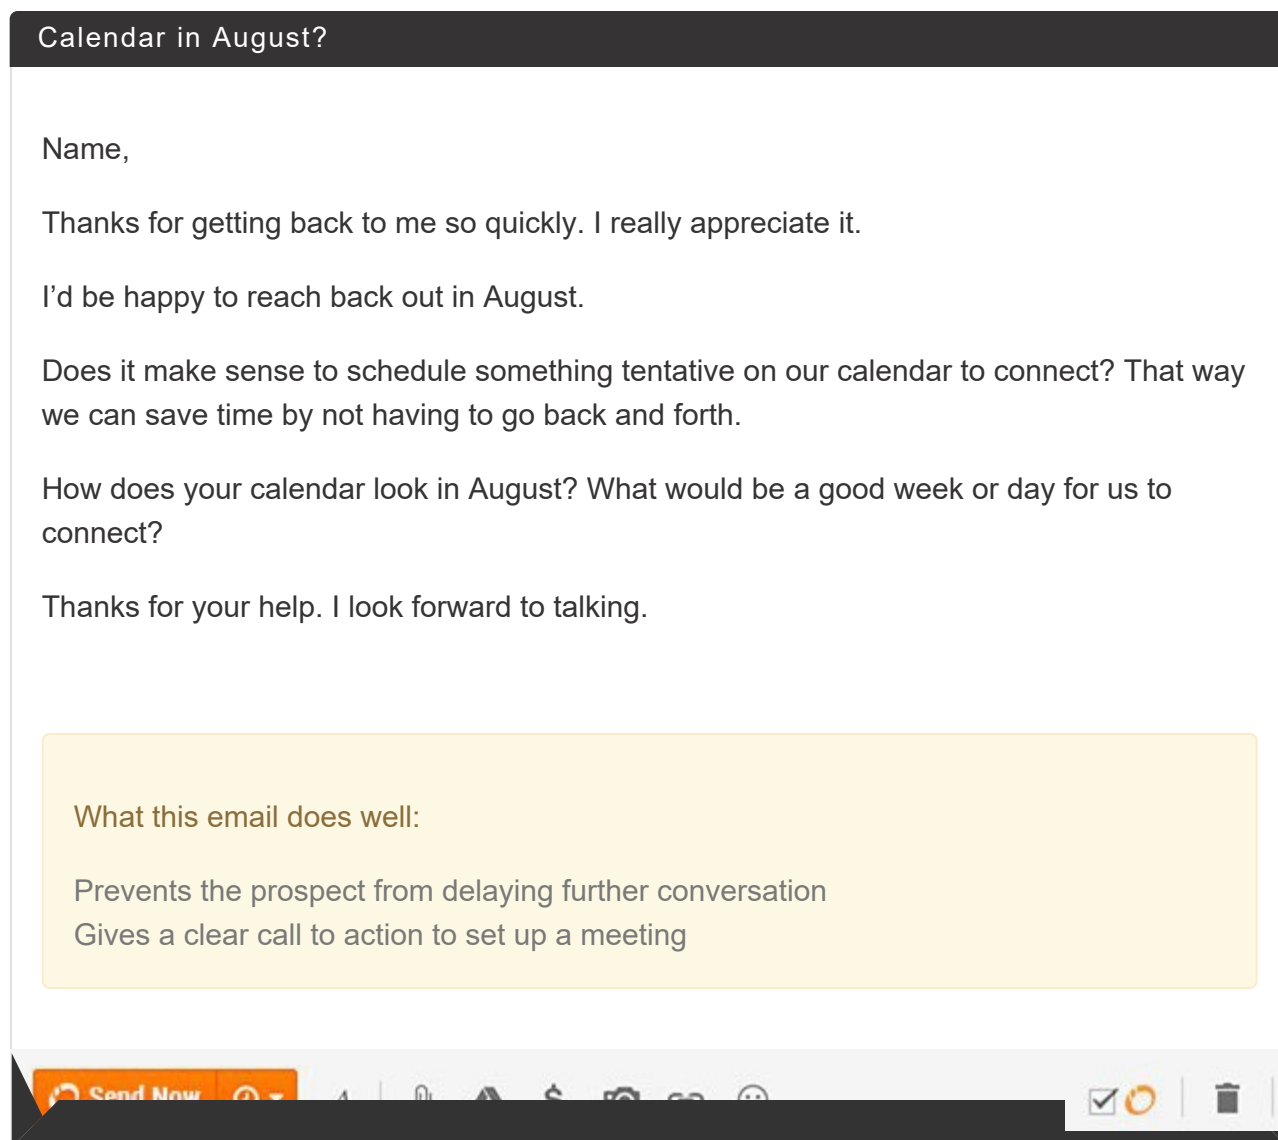 Calendar in August?
Name,
Thanks for getting back to me so quickly. I really appreciate it.
I’d be happy to reach back out in August.
Does it make sense to schedule something tentative on our calendar to connect? That way
we can save time by not having to go back and forth.
How does your calendar look in August? What would be a good week or day for us to
connect?
Thanks for your help. I look forward to talking.
What this email does well:
Prevents the prospect from delaying further conversation
Gives a clear call to action to set up a meeting
Send Now